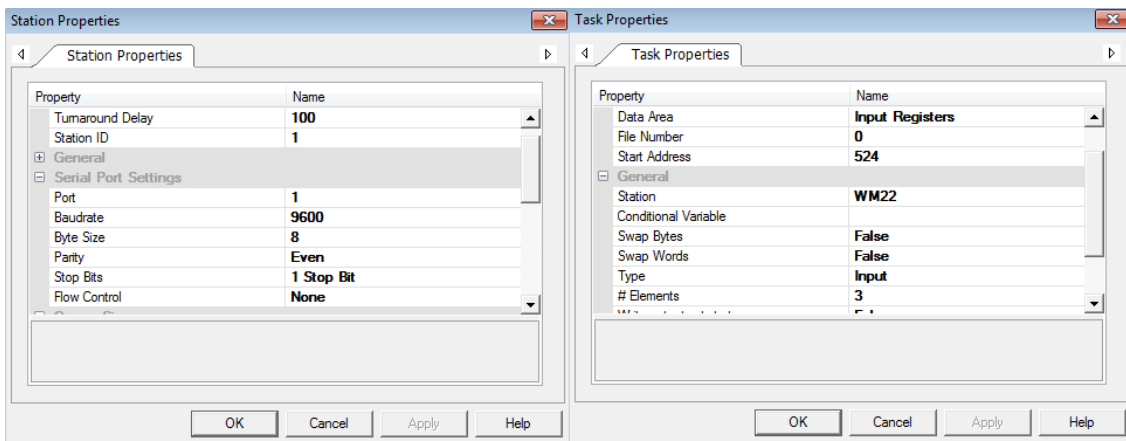 Station Properties
Station Properties
Property Name
Turnaround Delay 100
Station ID 1
General
Serial Port Settings
Port 1
Baudrate 9600
Byte Size 8
Parity Even
Stop Bits 1 Stop Bit
Flow Control None
OK Cancel Apply Help
Task Properties
Task Properties
Property Name
Data Area Input Registers
File Number 0
Start Address 524
General
Station WM22
Conditional Variable
Swap Bytes False
Swap Words False
Type Input
# Elements 3
OK Cancel Apply Help